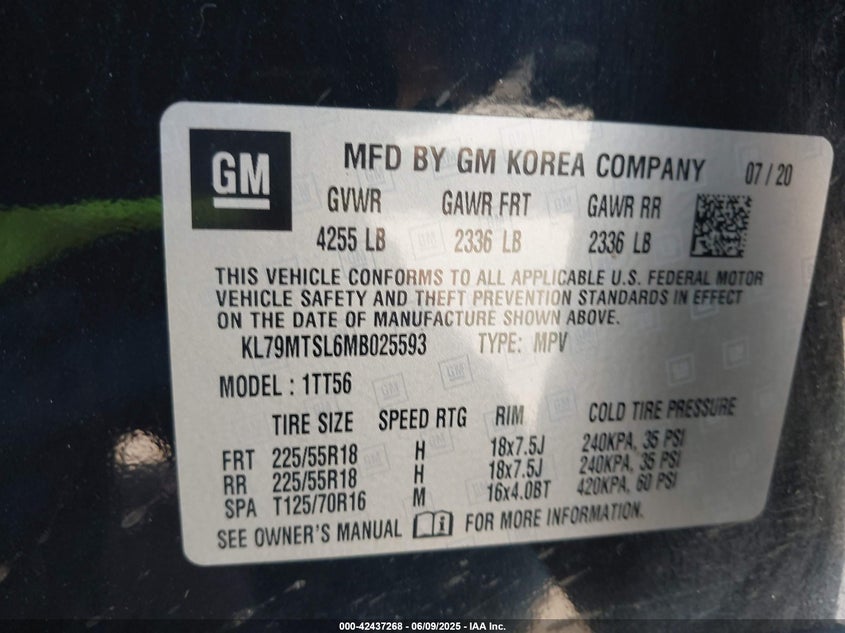 GM
MFD BY GM KOREA COMPANY 07 / 20
GVWR GAWR FRT GAWR RR
4255 LB 2336 LB 2336 LB
THIS VEHICLE CONFORMS TO ALL APPLICABLE U.S. FEDERAL MOTOR
VEHICLE SAFETY AND THEFT PREVENTION STANDARDS IN EFFECT
ON THE DATE OF MANUFACTURE SHOWN ABOVE.
KL79MTSL6MB025593 TYPE: MPV
MODEL : 1TT56
TIRE SIZE SPEED RTG RIM COLD TIRE PRESSURE
FRT 225/55R18 H 18x7.5J 240KPA, 35 PSI
RR 225/55R18 H 18x7.5J 240KPA, 35 PSI
SPA T125/70R16 M 16x4.0BT 420KPA, 60 PSI
SEE OWNER'S MANUAL FOR MORE INFORMATION.
000-42437268 - 06/09/2025 - IAA Inc.